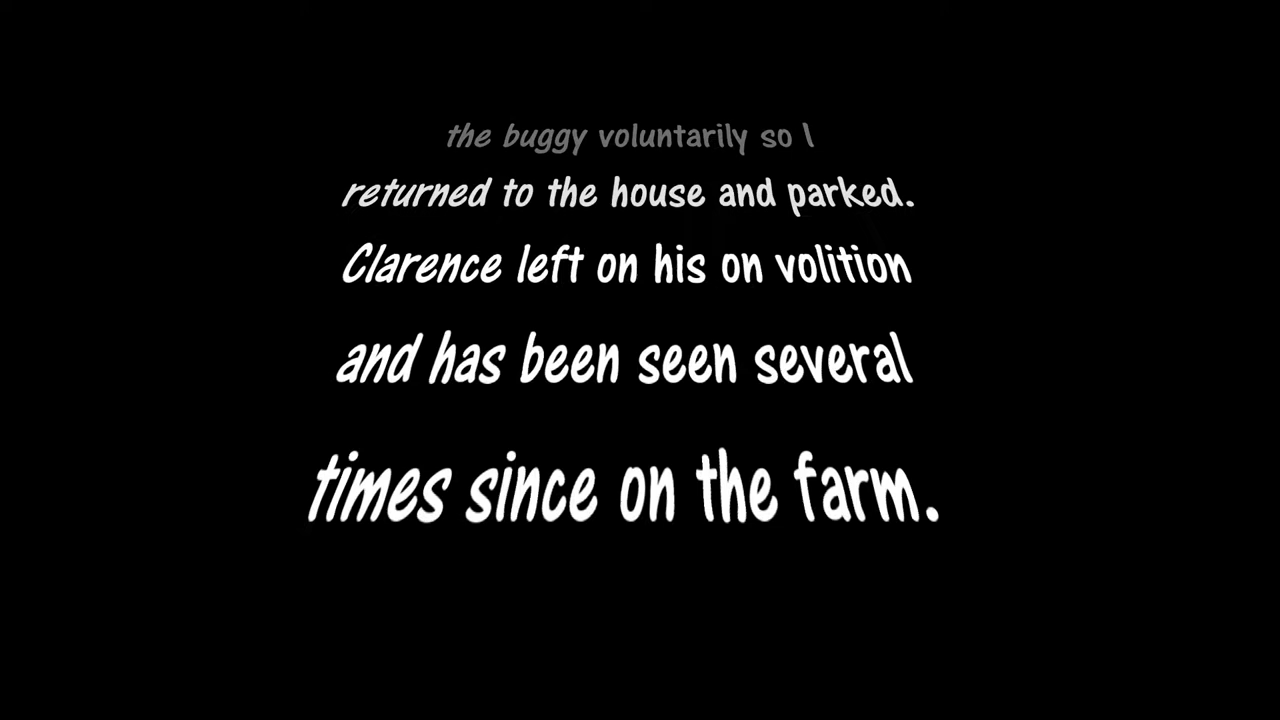 the buggy voluntarily so I
returned to the house and parked.
Clarence left on his on volition
and has been seen several
times since on the farm.